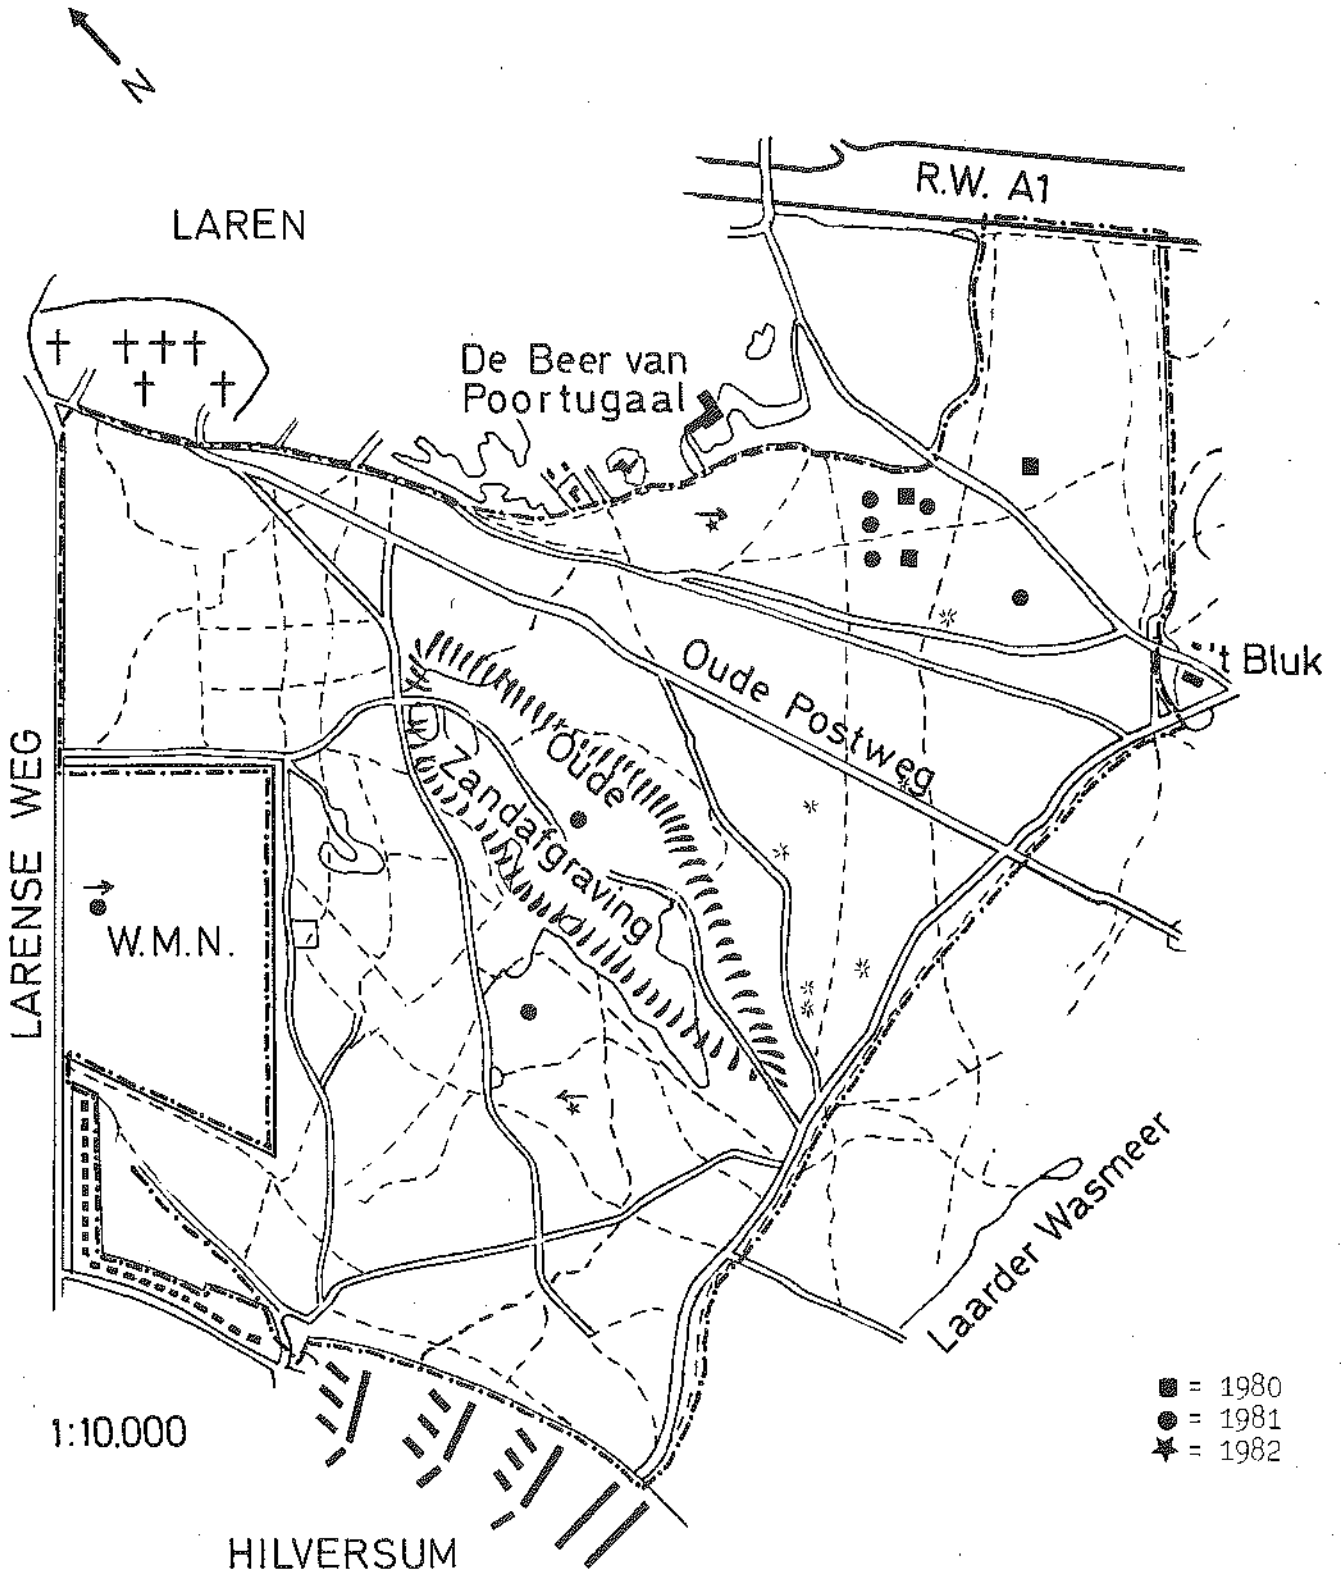 N
LAREN
R.W. A1
De Beer van
Poortugaal
't Bluk
Oude Postweg
Oude
Zandafgraving
LARENSE WEG
W.M.N.
Laarder Wasmeer
■ = 1980
● = 1981
★ = 1982
1:10.000
HILVERSUM